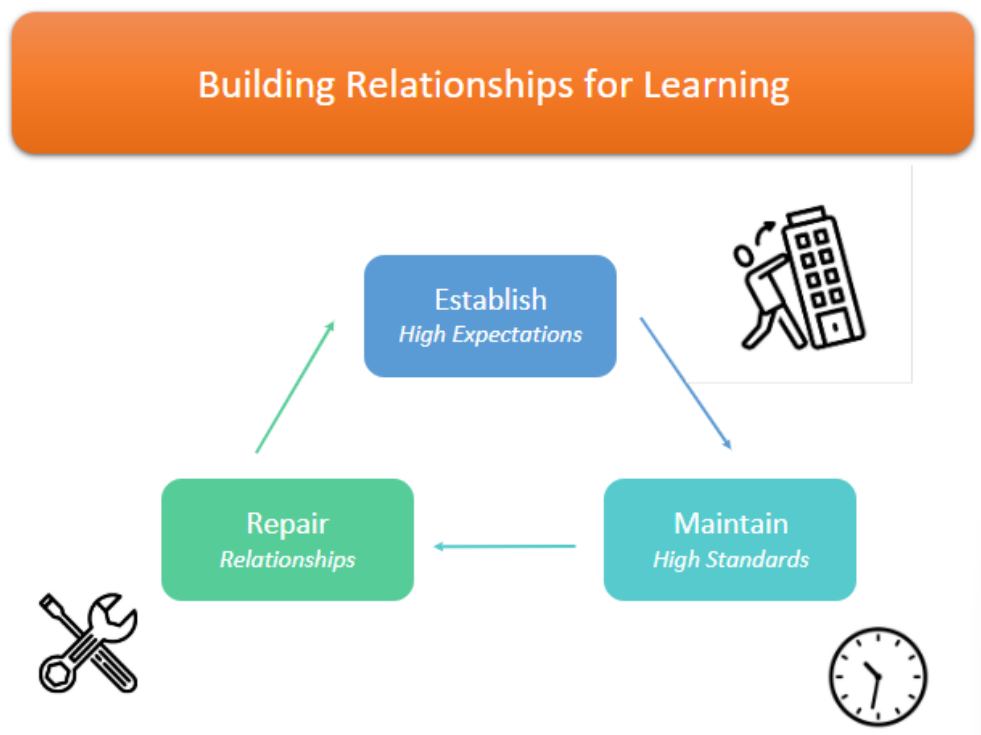 Building Relationships for Learning
Establish
High Expectations
Repair
Relationships
Maintain
High Standards